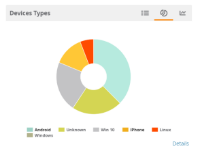 Devices Types
Android Unknown Win 10 iPhone Linux
Windows
Details